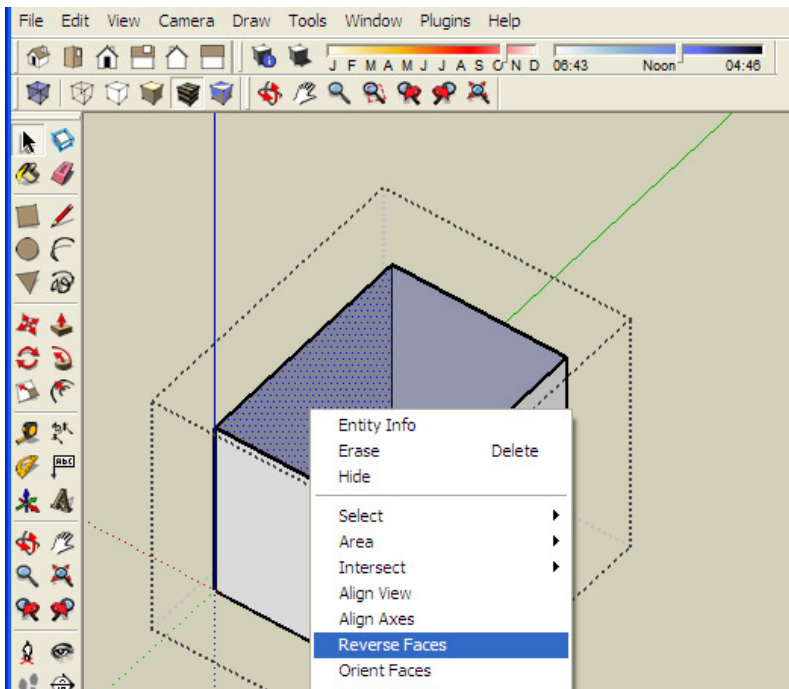 File Edit View Camera Draw Tools Window Plugins Help
J F M A M J J A S O N D 06:43 Noon 04:46
Abc
Entity Info
Erase Delete
Hide
Select
Area
Intersect
Align View
Align Axes
Reverse Faces
Orient Faces